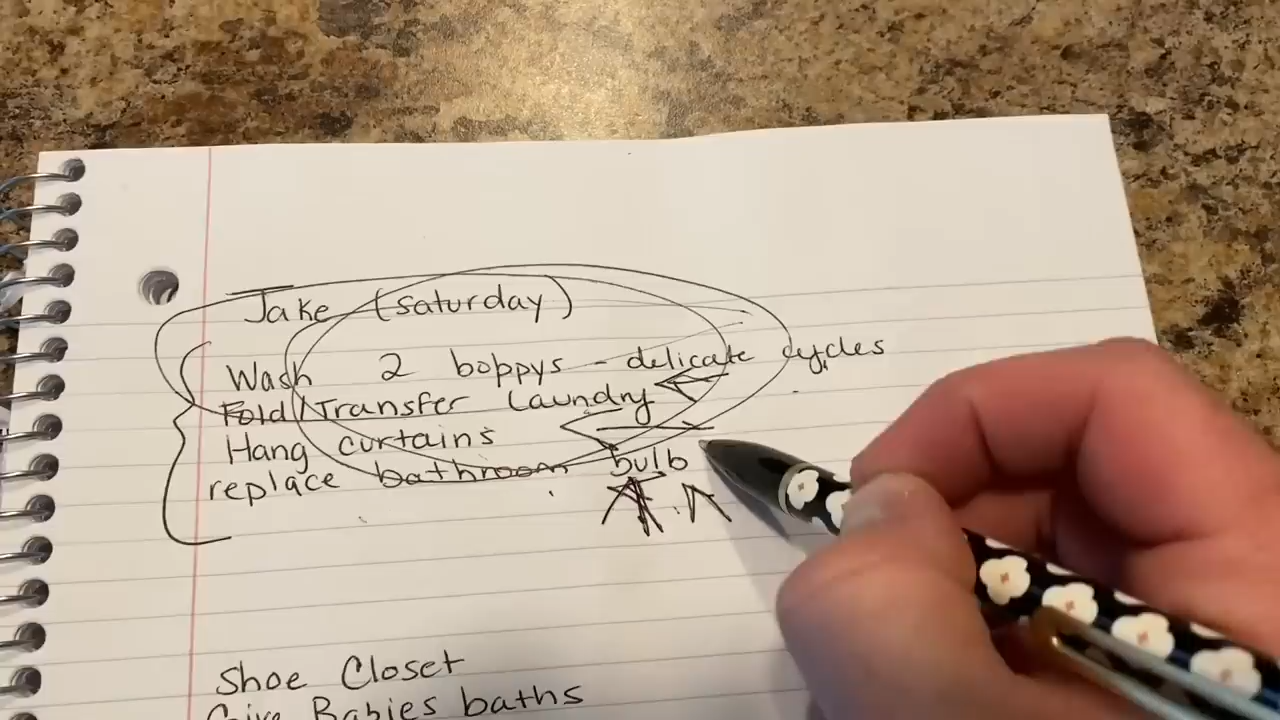 Jake (saturday)
Wash 2 boppys - delicate cycles
Fold/Transfer Laundry
Hang curtains
replace bathroom bulb
Shoe Closet
Give Babies baths